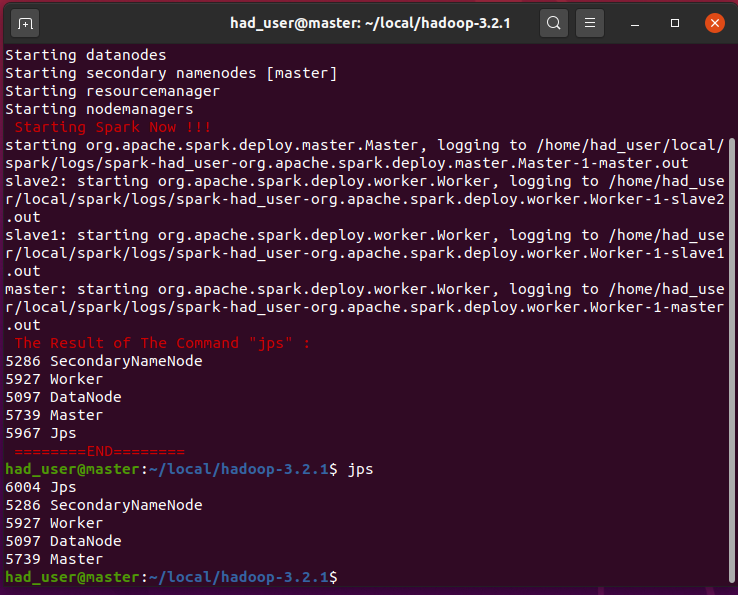 had_user@master: ~/local/hadoop-3.2.1
Starting datanodes
Starting secondary namenodes [master]
Starting resourcemanager
Starting nodemanagers
Starting Spark Now !!!
starting org.apache.spark.deploy.master.Master, logging to /home/had_user/local/
spark/logs/spark-had_user-org.apache.spark.deploy.master.Master-1-master.out
slave2: starting org.apache.spark.deploy.worker.Worker, logging to /home/had_use
r/local/spark/logs/spark-had_user-org.apache.spark.deploy.worker.Worker-1-slave2
.out
slave1: starting org.apache.spark.deploy.worker.Worker, logging to /home/had_use
r/local/spark/logs/spark-had_user-org.apache.spark.deploy.worker.Worker-1-slave1
.out
master: starting org.apache.spark.deploy.worker.Worker, logging to /home/had_use
r/local/spark/logs/spark-had_user-org.apache.spark.deploy.worker.Worker-1-master
.out
The Result of The Command "jps" :
5286 SecondaryNameNode
5927 Worker
5097 DataNode
5739 Master
5967 Jps
========END========
had_user@master:~/local/hadoop-3.2.1$ jps
6004 Jps
5286 SecondaryNameNode
5927 Worker
5097 DataNode
5739 Master
had_user@master:~/local/hadoop-3.2.1$